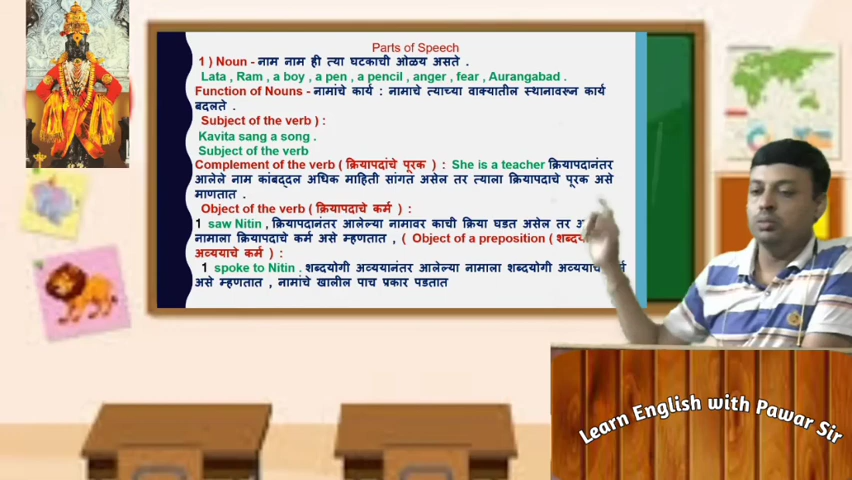 Parts of Speech
1 ) Noun - नाम नाम ही त्या घटकाची ओळय असते .
Lata , Ram , a boy , a pen , a pencil , anger , fear , Aurangabad .
Function of Nouns - नामांचे कार्य : नामाचे त्याच्या वाक्यातील स्थानावरुन कार्य
बदलते .
Subject of the verb ) :
Kavita sang a song .
Subject of the verb
Complement of the verb ( क्रियापदांचे पूरक ) : She is a teacher क्रियापदानंतर
आलेले नाम कांबद्दल अधिक माहिती सांगत असेल तर त्याला क्रियापदाचे पूरक असे
माणतात .
Object of the verb ( क्रियापदाचे कर्म ) :
1 saw Nitin , क्रियापदानंतर आलेल्या नामावर काची क्रिया घडत असेल तर
नामाला क्रियापदाचे कर्म असे म्हणतात , ( Object of a preposition (
अव्ययाचे कर्म ) :
1 spoke to Nitin . शब्दयोगी अव्ययानंतर आलेल्या नामाला शब्दयोगी
असे म्हणतात , नामांचे खालील पाच प्रकार पडतात
Learn English with Pawar Sir